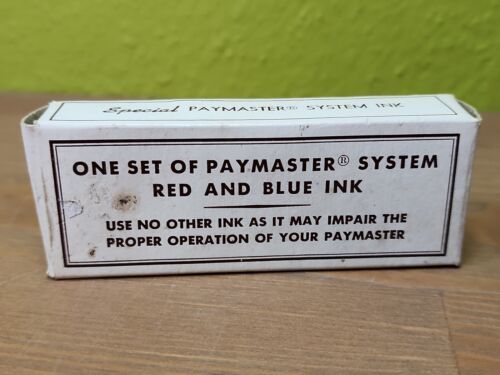 Special PAYMASTER® SYSTEM INK
ONE SET OF PAYMASTER® SYSTEM
RED AND BLUE INK
USE NO OTHER INK AS IT MAY IMPAIR THE
PROPER OPERATION OF YOUR PAYMASTER